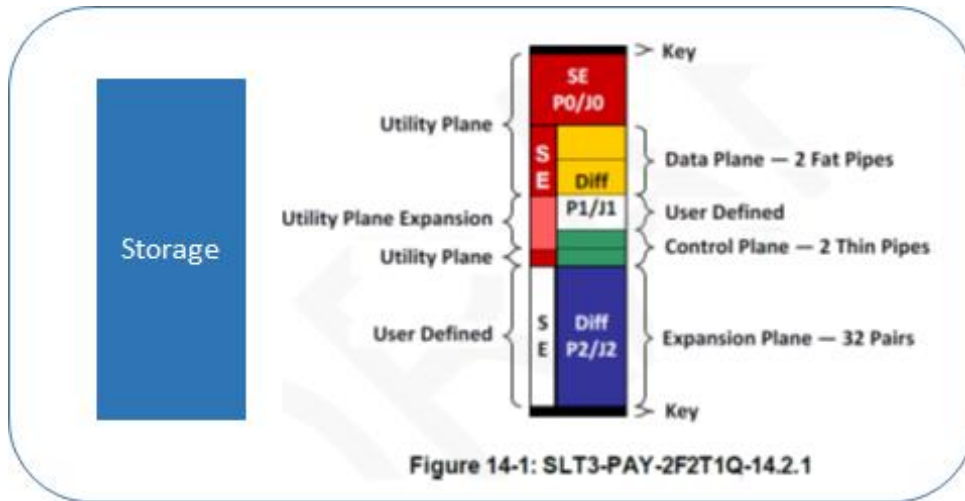 Storage
Key
SE
P0/J0
Utility Plane
S
E
Diff
Data Plane — 2 Fat Pipes
P1/J1
User Defined
Utility Plane Expansion
Control Plane — 2 Thin Pipes
Utility Plane
User Defined
S
E
Diff
P2/J2
Expansion Plane — 32 Pairs
Key
Figure 14-1: SLT3-PAY-2F2T1Q-14.2.1